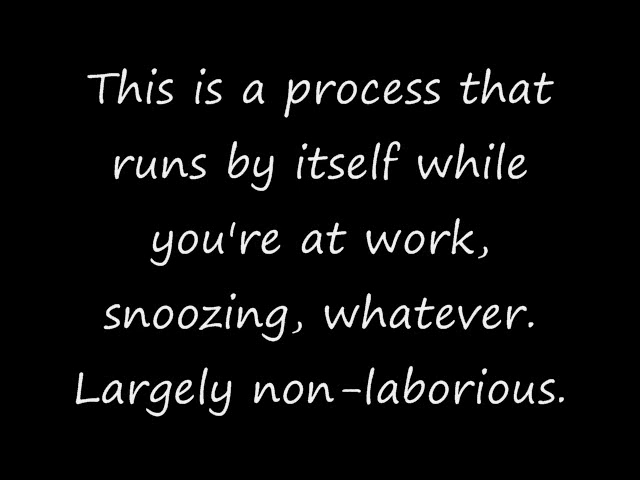 This is a process that
runs by itself while
you're at work,
snoozing, whatever.
Largely non-laborious.